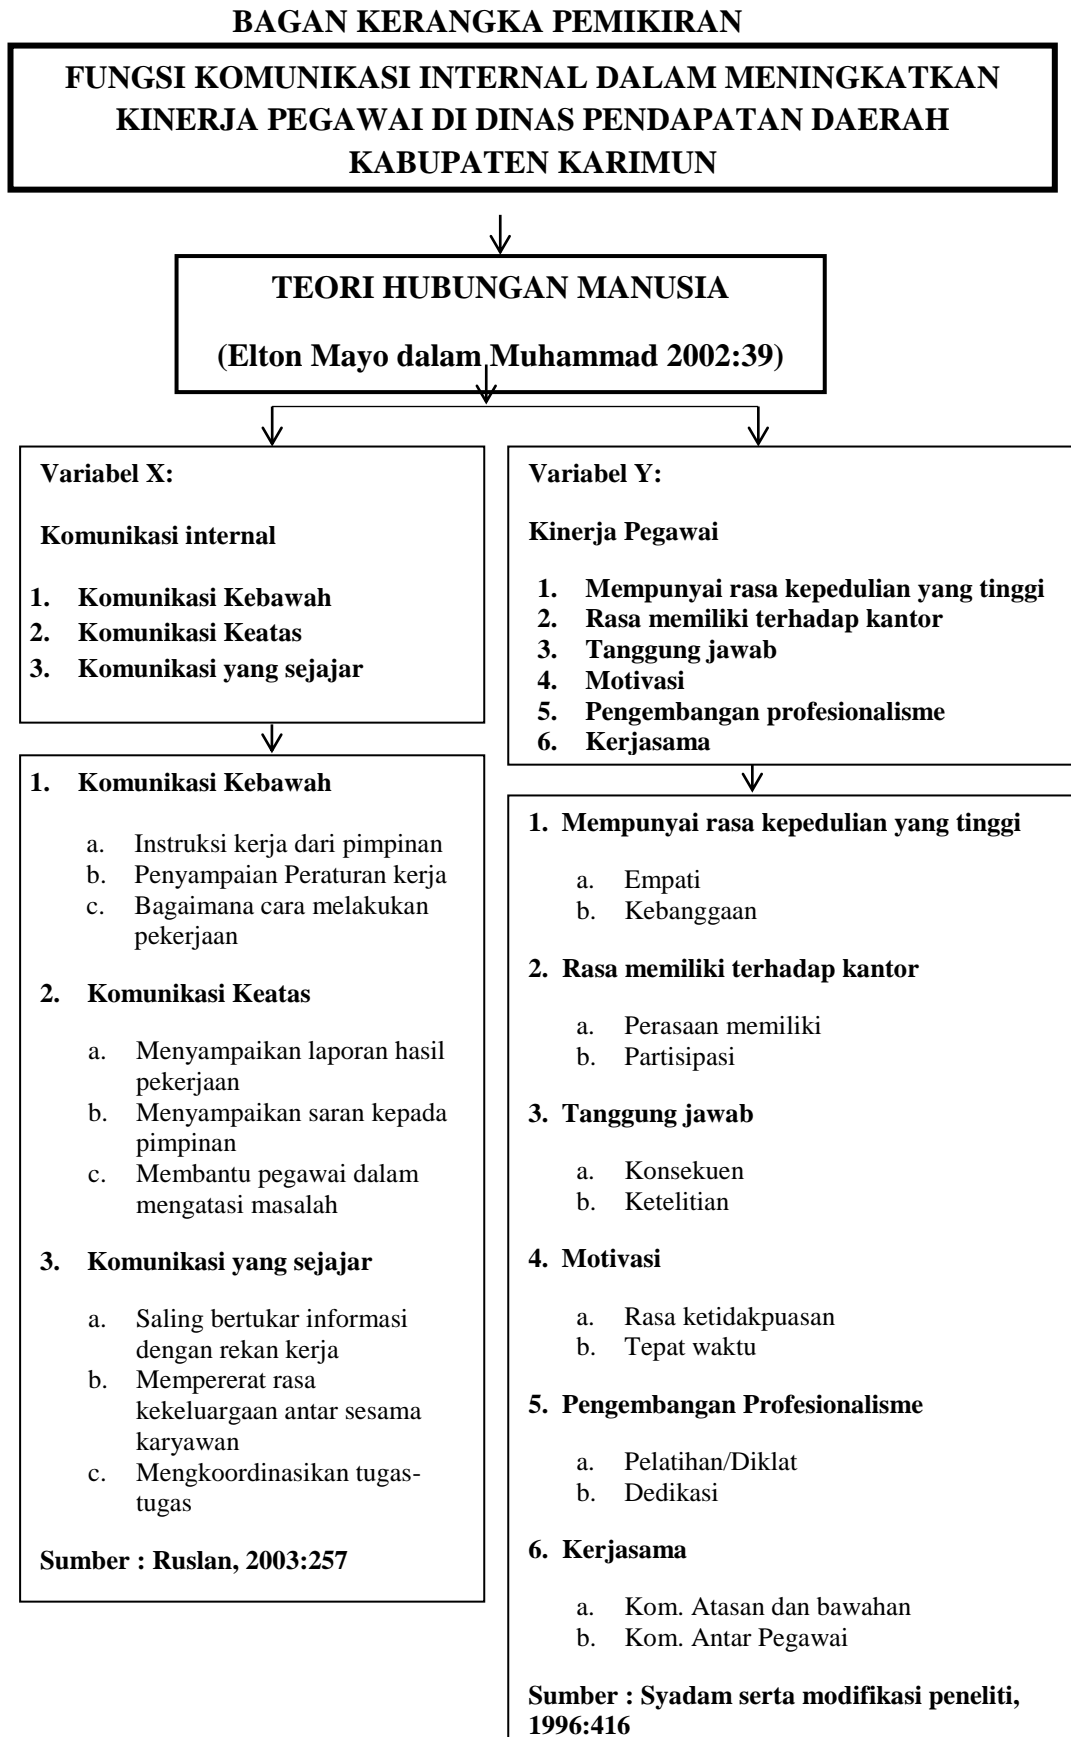 BAGAN KERANGKA PEMIKIRAN
FUNGSI KOMUNIKASI INTERNAL DALAM MENINGKATKAN
KINERJA PEGAWAI DI DINAS PENDAPATAN DAERAH
KABUPATEN KARIMUN
TEORI HUBUNGAN MANUSIA
(Elton Mayo dalam Muhammad 2002:39)
Variabel X:
Komunikasi internal
1. Komunikasi Kebawah
2. Komunikasi Keatas
3. Komunikasi yang sejajar
Variabel Y:
Kinerja Pegawai
1. Mempunyai rasa kepedulian yang tinggi
2. Rasa memiliki terhadap kantor
3. Tanggung jawab
4. Motivasi
5. Pengembangan profesionalisme
6. Kerjasama
1. Komunikasi Kebawah
a. Instruksi kerja dari pimpinan
b. Penyampaian Peraturan kerja
c. Bagaimana cara melakukan
pekerjaan
2. Komunikasi Keatas
a. Menyampaikan laporan hasil
pekerjaan
b. Menyampaikan saran kepada
pimpinan
c. Membantu pegawai dalam
mengatasi masalah
3. Komunikasi yang sejajar
a. Saling bertukar informasi
dengan rekan kerja
b. Mempererat rasa
kekeluargaan antar sesama
karyawan
c. Mengkoordinasikan tugas-
tugas
Sumber : Ruslan, 2003:257
1. Mempunyai rasa kepedulian yang tinggi
a. Empati
b. Kebanggaan
2. Rasa memiliki terhadap kantor
a. Perasaan memiliki
b. Partisipasi
3. Tanggung jawab
a. Konsekuen
b. Ketelitian
4. Motivasi
a. Rasa ketidakpuasan
b. Tepat waktu
5. Pengembangan Profesionalisme
a. Pelatihan/Diklat
b. Dedikasi
6. Kerjasama
a. Kom. Atasan dan bawahan
b. Kom. Antar Pegawai
Sumber : Syadam serta modifikasi peneliti,
1996:416